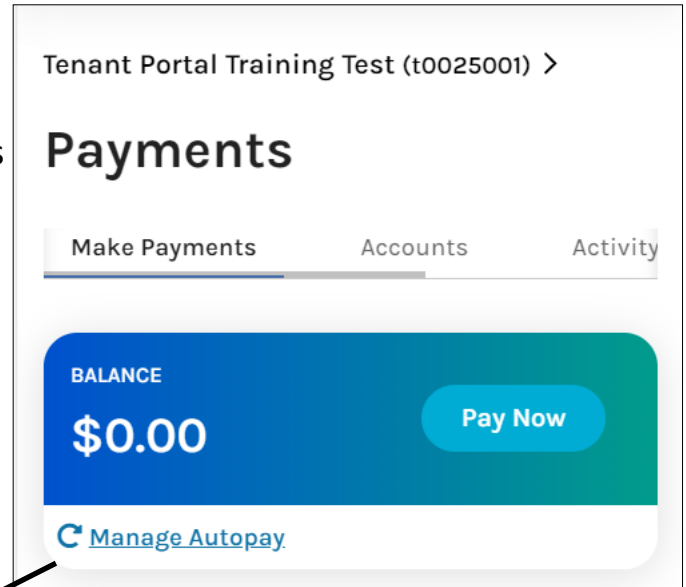 Tenant Portal Training Test (t0025001) >
s
Payments
Make Payments Accounts Activity
BALANCE
$0.00
Pay Now
Manage Autopay